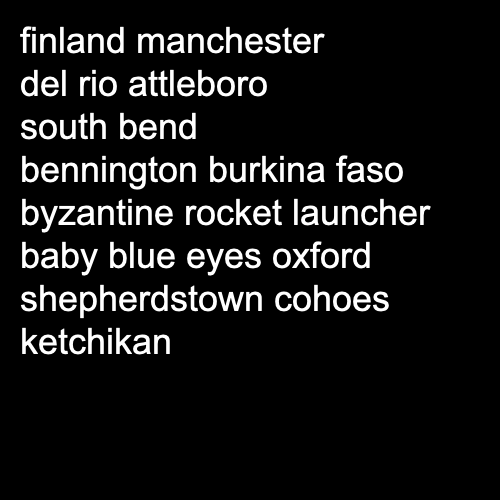 finland manchester
del rio attleboro
south bend
bennington burkina faso
byzantine rocket launcher
baby blue eyes oxford
shepherdstown cohoes
ketchikan